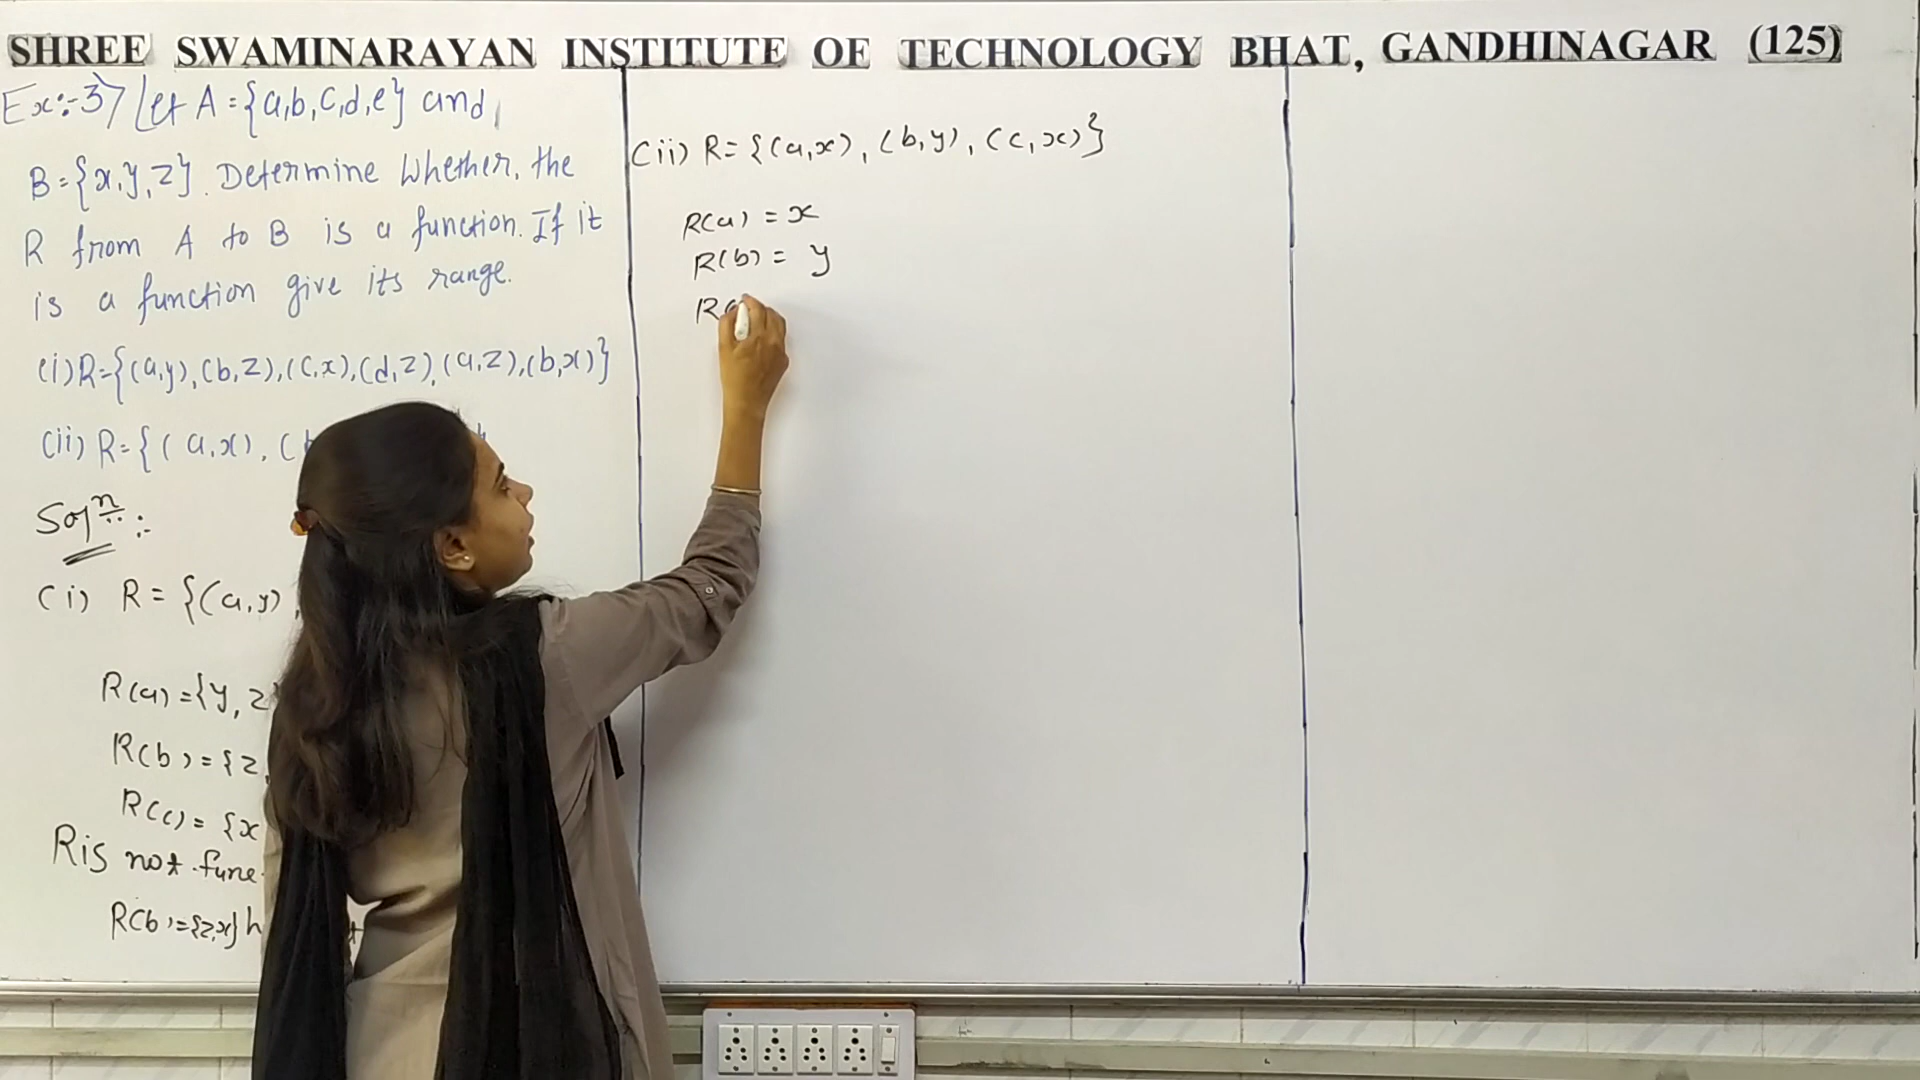 SHREE SWAMINARAYAN INSTITUTE OF TECHNOLOGY BHAT, GANDHINAGAR (125)
Ex:-3) Let A={a,b,c,d,e} and
B={x,y,z}. Determine whether, the
R from A to B is a function. If it
is a function give its range.
(i) R={(a,y),(b,z),(c,x),(d,z),(a,z),(b,x)}
(ii) R={(a,x), (
Solⁿ:-
(i) R={(a,y),
R(a)={y,z
R(b)={z,
R(c)={x
R is not func
R(b)={z,x} h
(ii) R={(a,x), (b,y), (c,x)}
R(a)=x
R(b)=y
R(